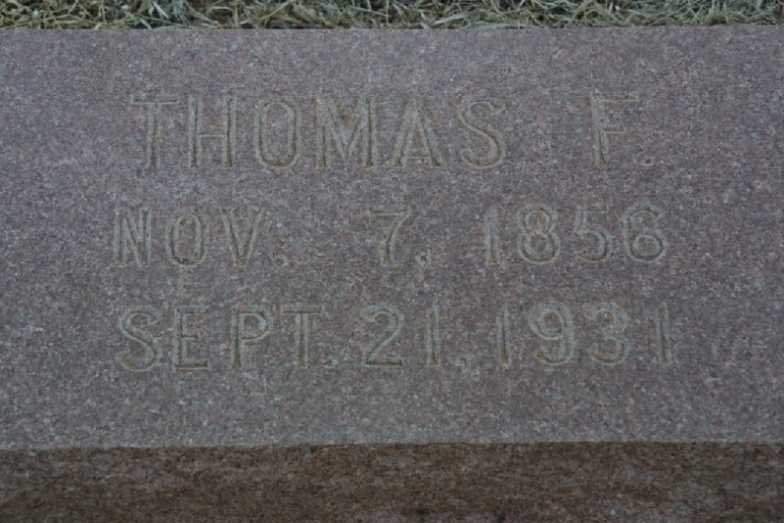 THOMAS F.
NOV. 7, 1856
SEPT. 21, 1931